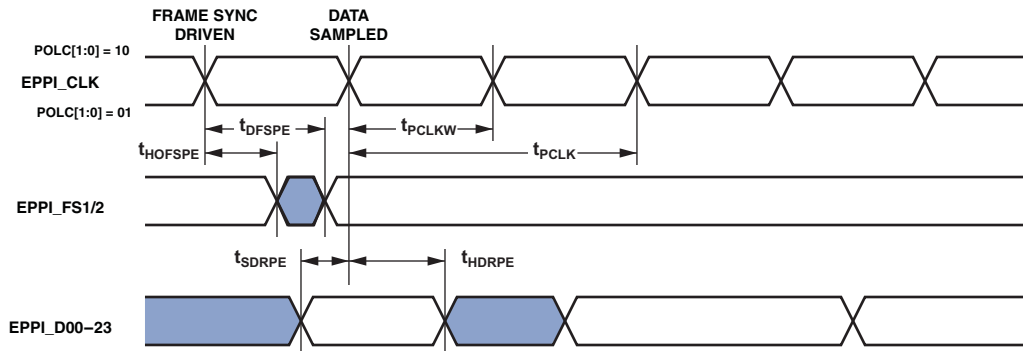 FRAME SYNC
DRIVEN
DATA
SAMPLED
POLC[1:0] = 10
EPPI_CLK
POLC[1:0] = 01
tDFSPE
tPCLKW
tHOFSPE
tPCLK
EPPI_FS1/2
tSDRPE
tHDRPE
EPPI_D00–23